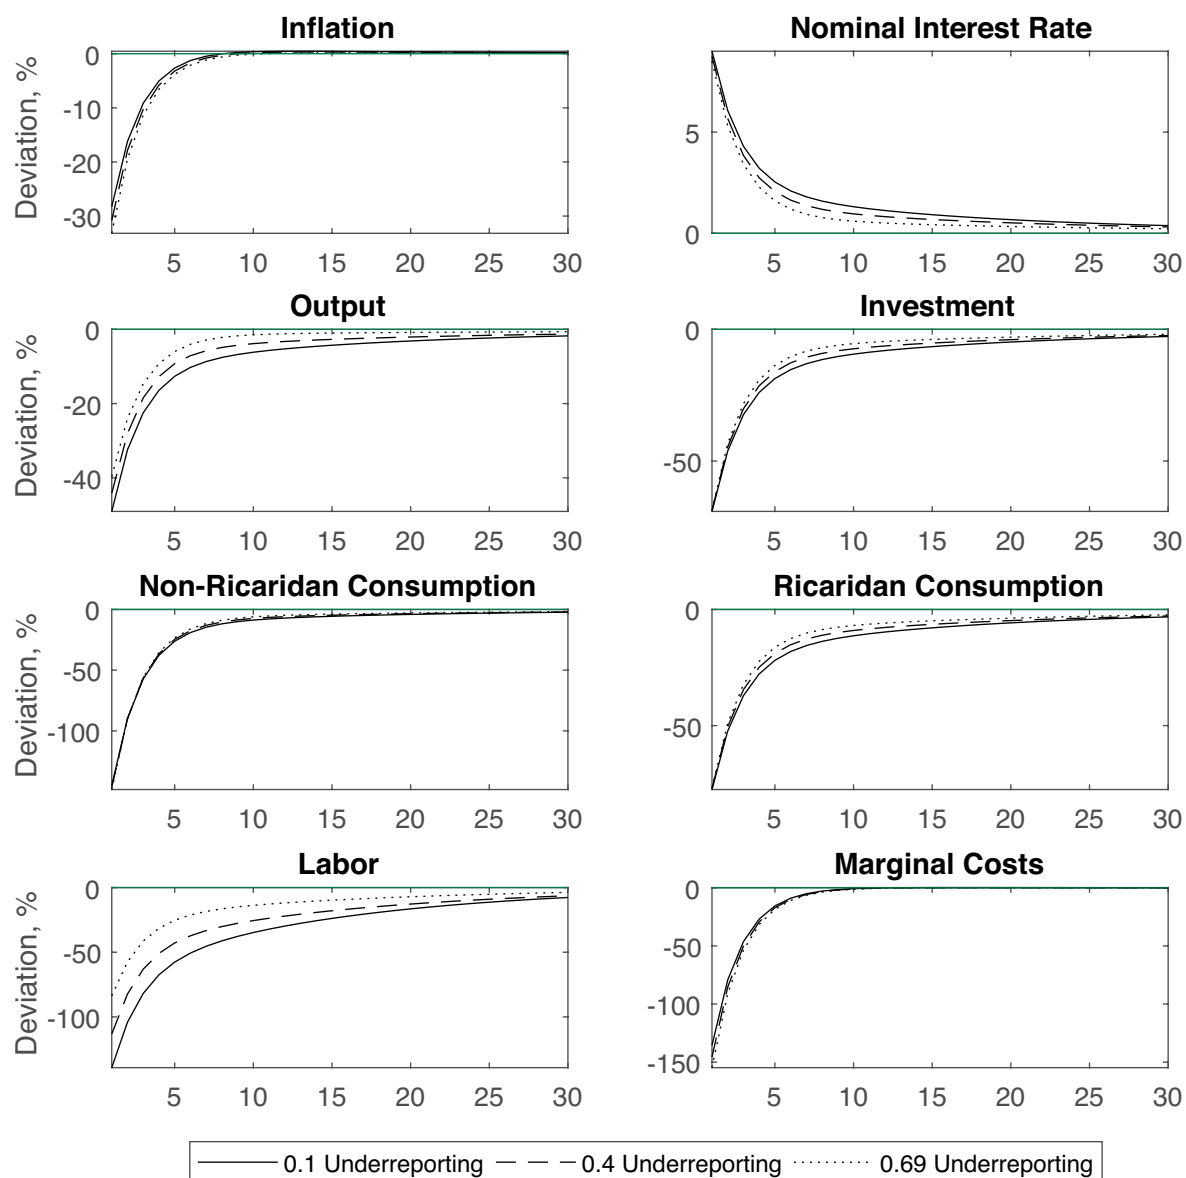 Inflation
Nominal Interest Rate
Deviation, %
0
-10
-20
-30
5 10 15 20 25 30
5
0
5 10 15 20 25 30
Output
Investment
Deviation, %
0
-20
-40
5 10 15 20 25 30
0
-50
5 10 15 20 25 30
Non-Ricaridan Consumption
Ricaridan Consumption
Deviation, %
0
-50
-100
5 10 15 20 25 30
0
-50
5 10 15 20 25 30
Labor
Marginal Costs
Deviation, %
0
-50
-100
5 10 15 20 25 30
0
-50
-100
-150
5 10 15 20 25 30
0.1 Underreporting 0.4 Underreporting 0.69 Underreporting